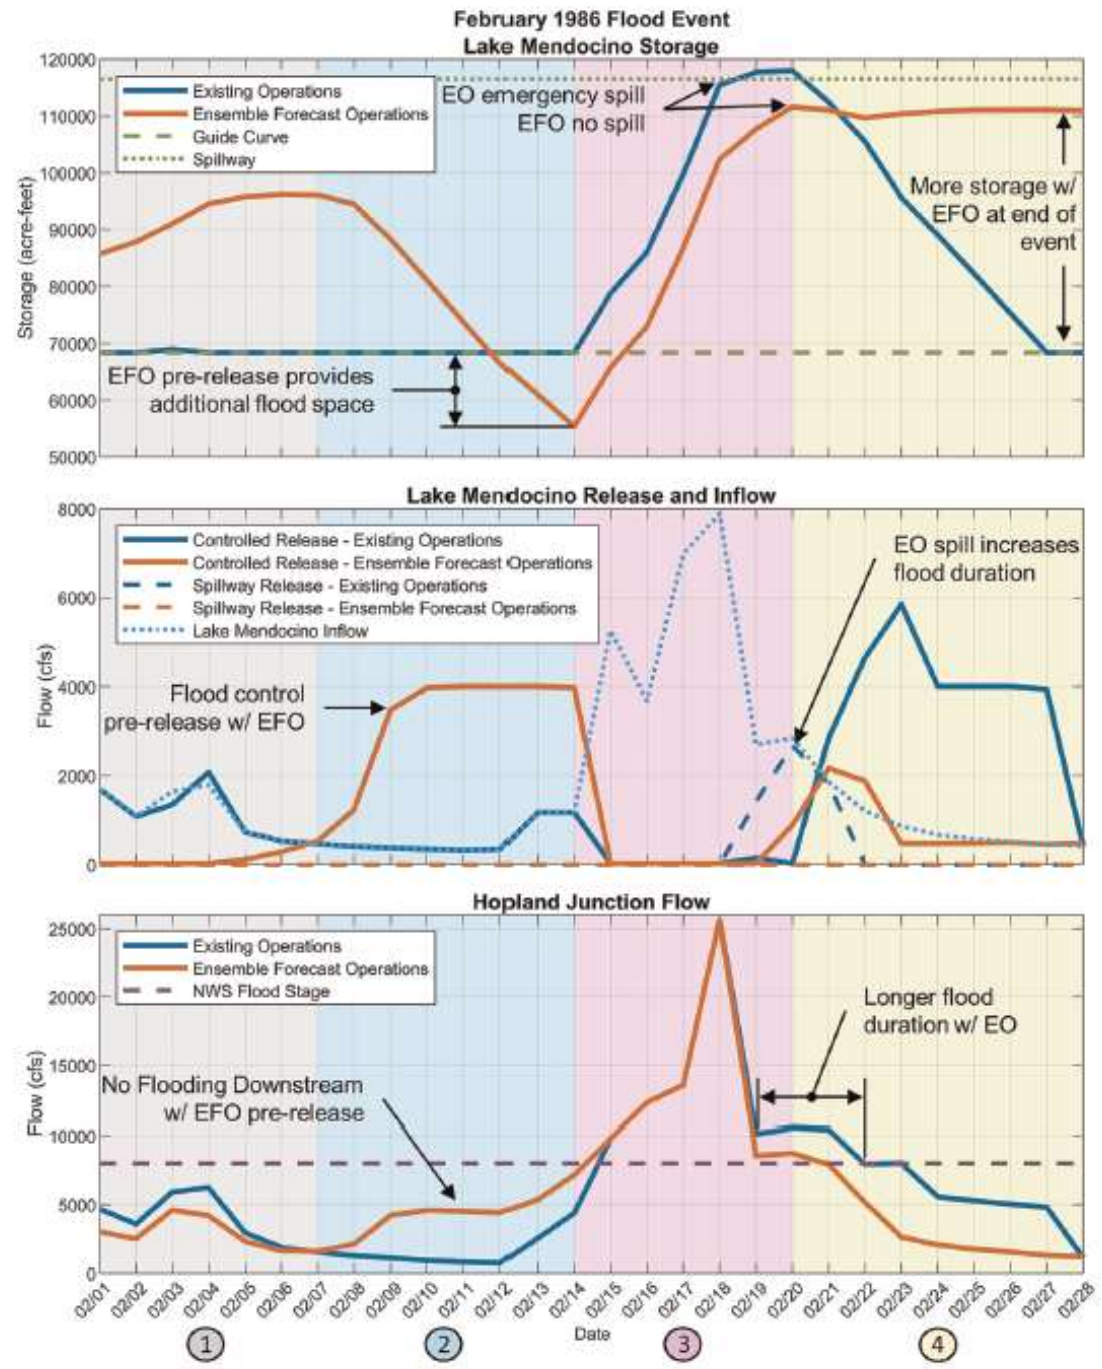 February 1986 Flood Event
Lake Mendocino Storage
120000
110000
100000
90000
80000
70000
60000
50000
Storage (acre-feet)
Existing Operations
Ensemble Forecast Operations
Guide Curve
Spillway
EO emergency spill
EFO no spill
More storage w/
EFO at end of
event
EFO pre-release provides
additional flood space
Lake Mendocino Release and Inflow
8000
6000
4000
2000
0
Flow (cfs)
Controlled Release - Existing Operations
Controlled Release - Ensemble Forecast Operations
Spillway Release - Existing Operations
Spillway Release - Ensemble Forecast Operations
Lake Mendocino Inflow
EO spill increases
flood duration
Flood control
pre-release w/ EFO
Hopland Junction Flow
25000
20000
15000
10000
5000
0
Flow (cfs)
Existing Operations
Ensemble Forecast Operations
NWS Flood Stage
Longer flood
duration w/ EO
No Flooding Downstream
w/ EFO pre-release
02/01 02/02 02/03 02/04 02/05 02/06 02/07 02/08 02/09 02/10 02/11 02/12 02/13 02/14 02/15 02/16 02/17 02/18 02/19 02/20 02/21 02/22 02/23 02/24 02/25 02/26 02/27 02/28
Date
1 2 3 4